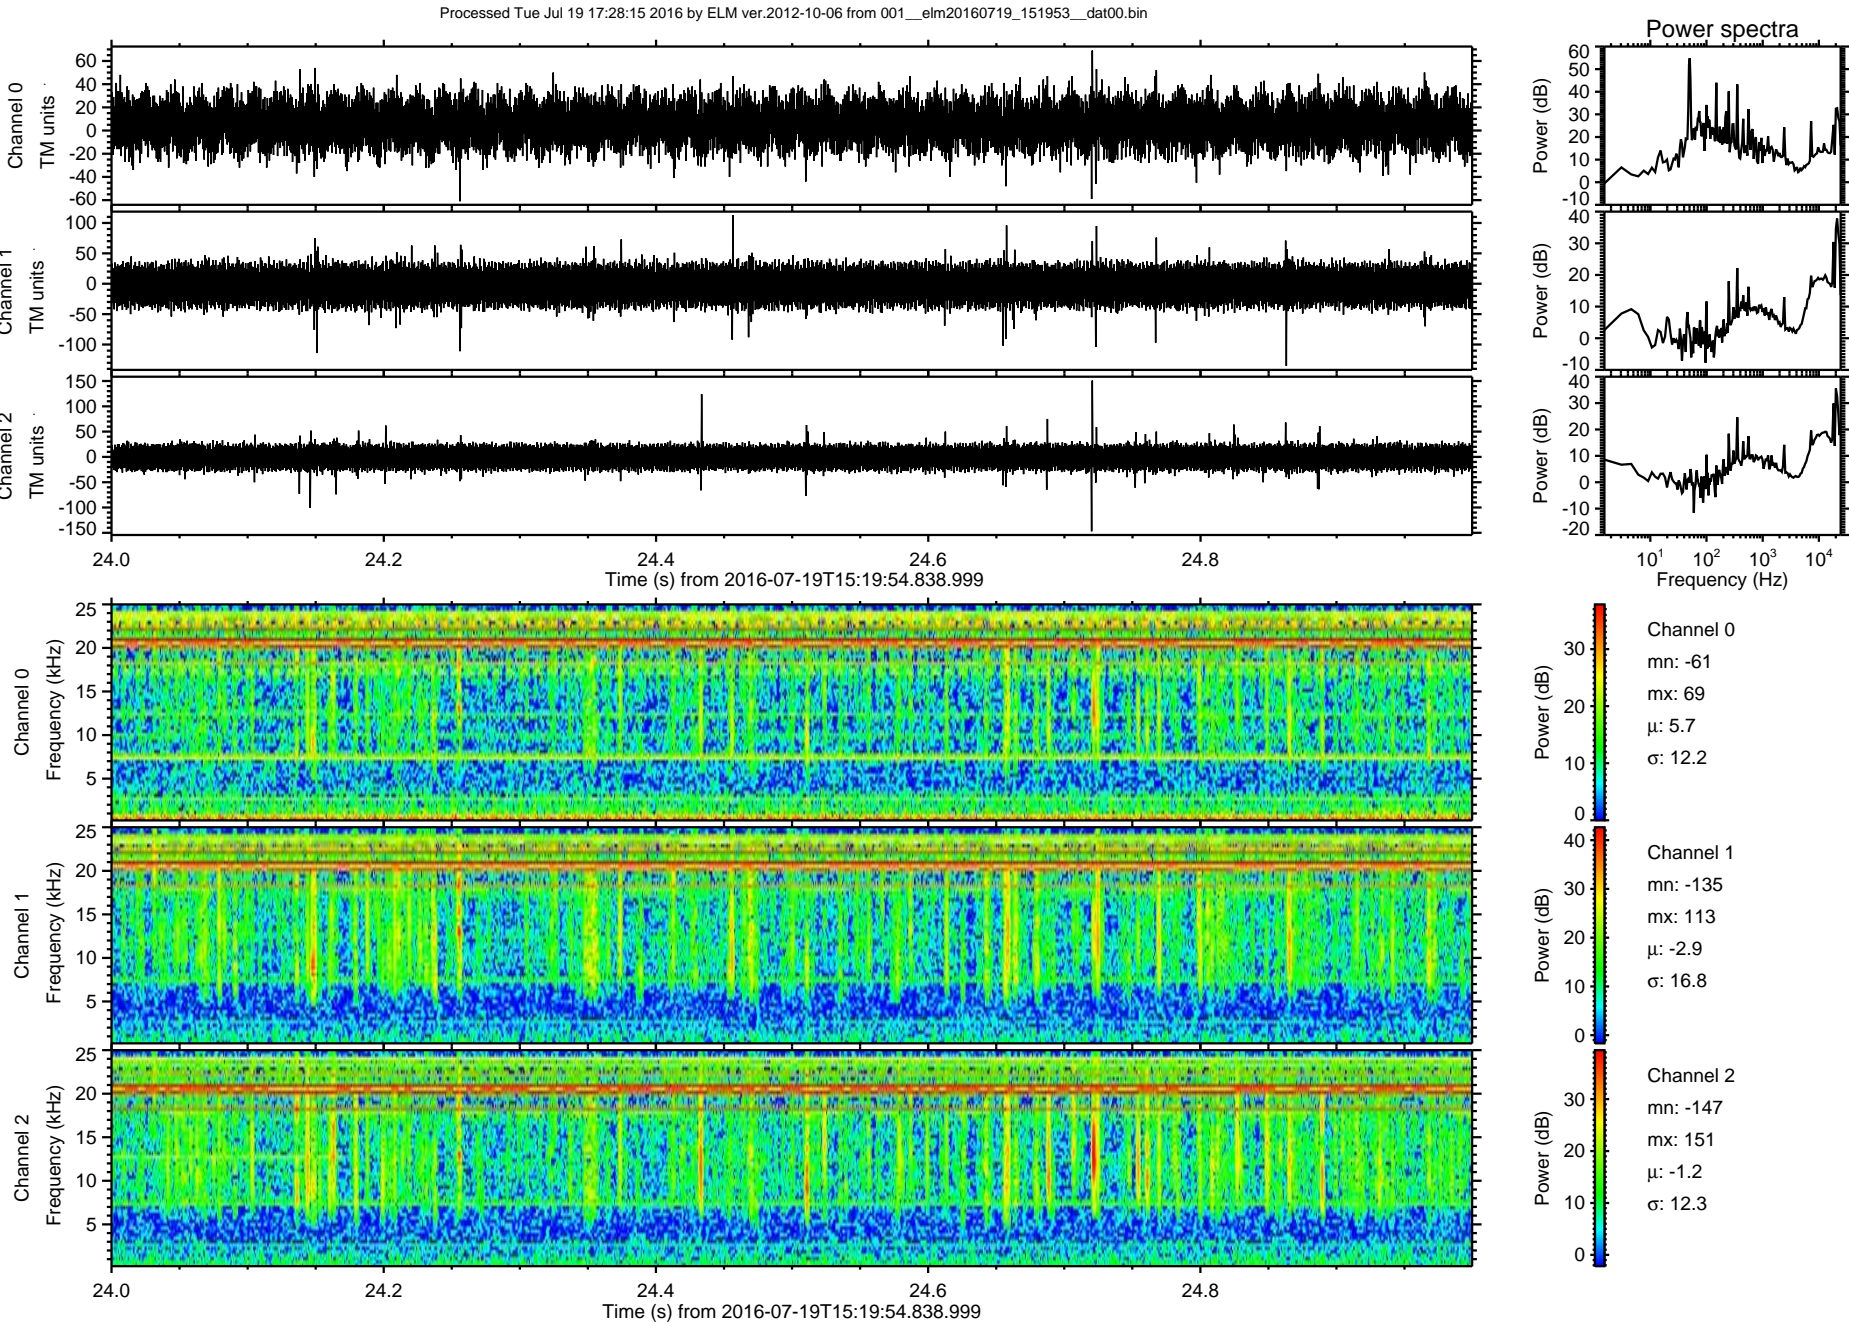 Processed Tue Jul 19 17:28:15 2016 by ELM ver.2012-10-06 from 001__elm20160719_151953__dat00.bin
Power spectra
Channel 0
TM units
60
40
20
0
-20
-40
-60
Power (dB)
60
50
40
30
20
10
0
-10
Channel 1
TM units
100
50
0
-50
-100
Power (dB)
40
30
20
10
0
-10
Channel 2
TM units
150
100
50
0
-50
-100
-150
Power (dB)
40
30
20
10
0
-10
-20
24.0 24.2 24.4 24.6 24.8
Time (s) from 2016-07-19T15:19:54.838.999
10¹ 10² 10³ 10⁴
Frequency (Hz)
Channel 0
Frequency (kHz)
25
20
15
10
5
Power (dB)
30
20
10
0
Channel 0
mn: -61
mx: 69
μ: 5.7
σ: 12.2
Channel 1
Frequency (kHz)
25
20
15
10
5
Power (dB)
40
30
20
10
0
Channel 1
mn: -135
mx: 113
μ: -2.9
σ: 16.8
Channel 2
Frequency (kHz)
25
20
15
10
5
Power (dB)
30
20
10
0
Channel 2
mn: -147
mx: 151
μ: -1.2
σ: 12.3
24.0 24.2 24.4 24.6 24.8
Time (s) from 2016-07-19T15:19:54.838.999